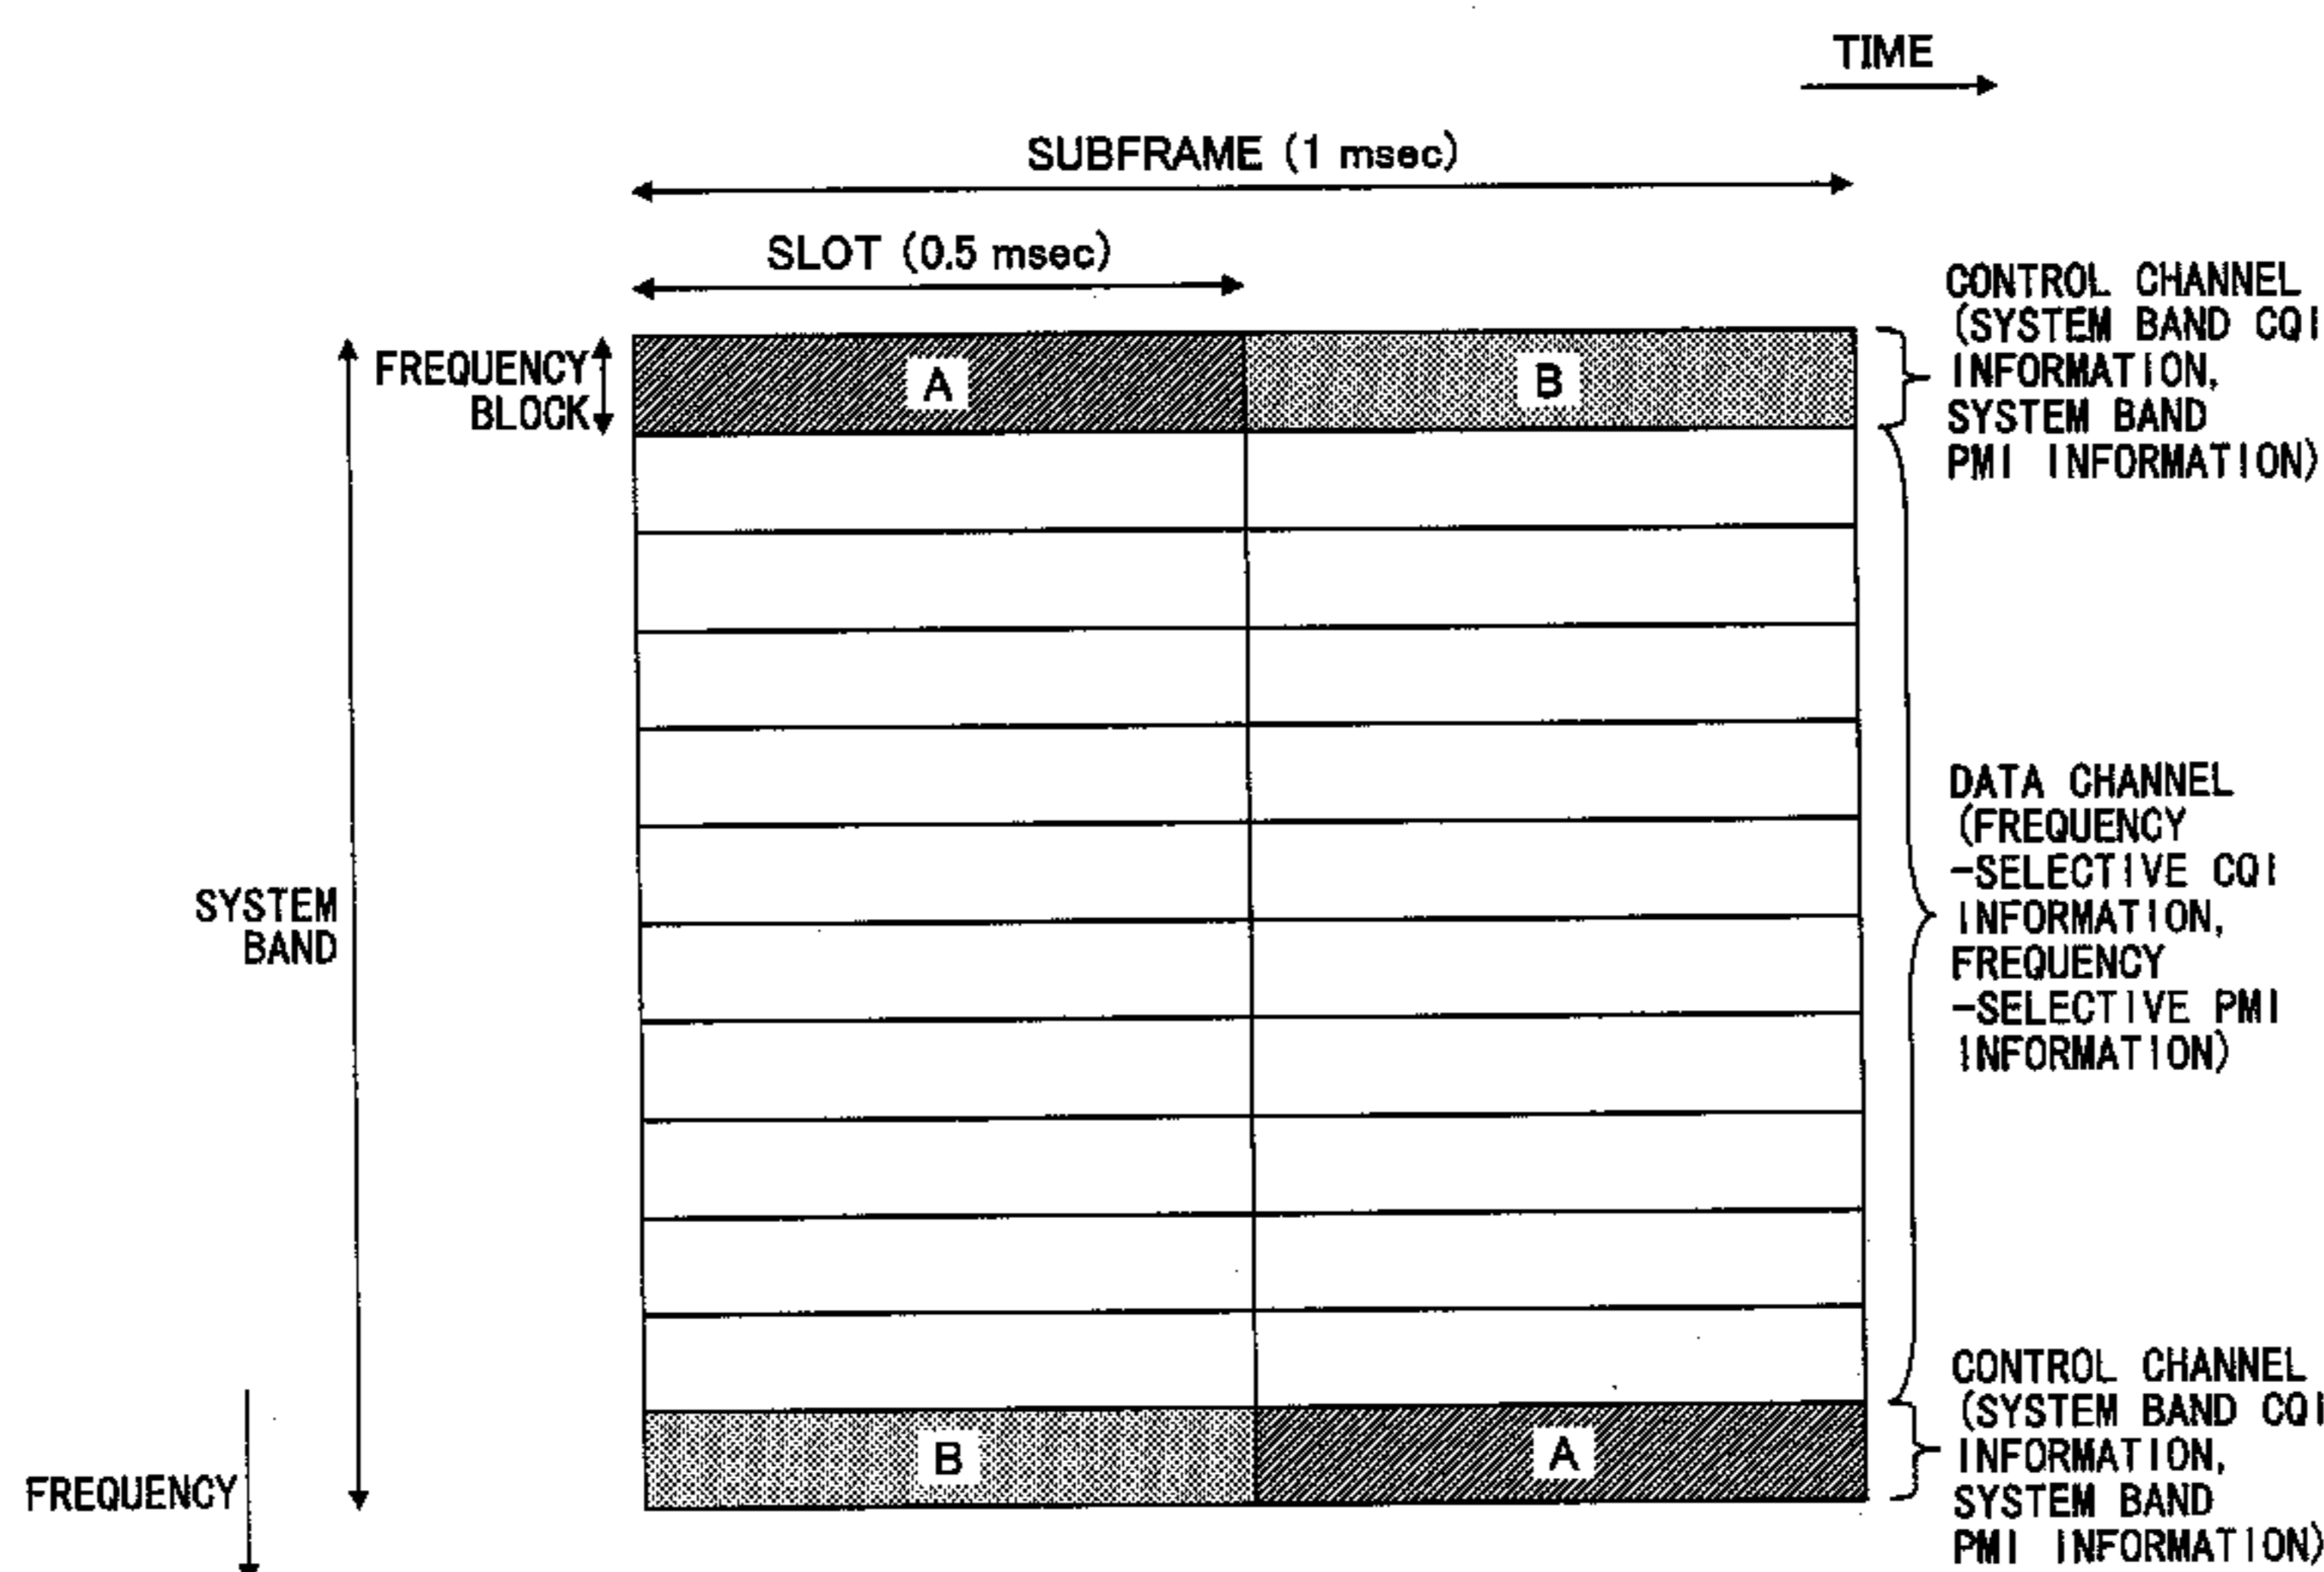 TIME
SUBFRAME (1 msec)
SLOT (0.5 msec)
FREQUENCY
BLOCK
A
B
CONTROL CHANNEL
(SYSTEM BAND CQI
INFORMATION,
SYSTEM BAND
PMI INFORMATION)
SYSTEM
BAND
DATA CHANNEL
(FREQUENCY
-SELECTIVE CQI
INFORMATION,
FREQUENCY
-SELECTIVE PMI
INFORMATION)
FREQUENCY
B
A
CONTROL CHANNEL
(SYSTEM BAND CQI
INFORMATION,
SYSTEM BAND
PMI INFORMATION)